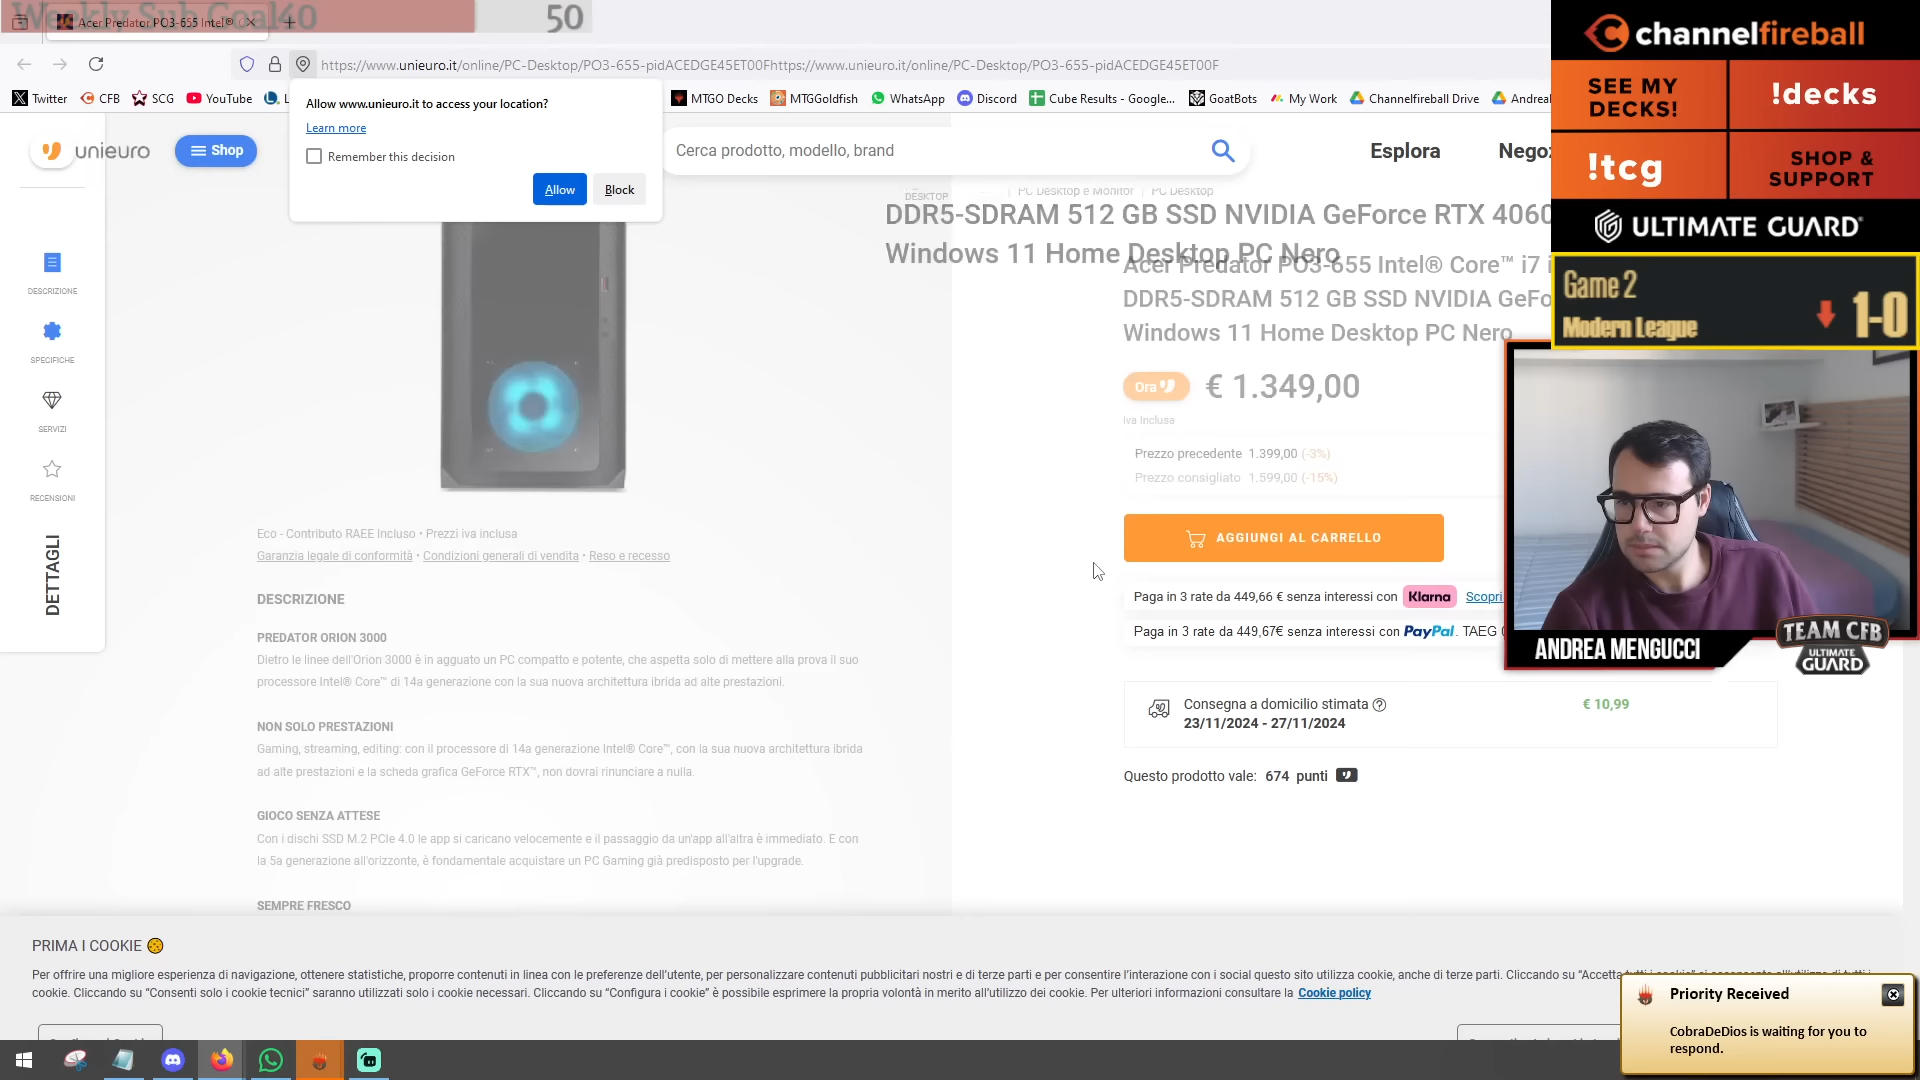 Weekly Sub Goal 40
50
Acer Predator PO3-655 Intel®
https://www.unieuro.it/online/PC-Desktop/PO3-655-pidACEDGE45ET00Fhttps://www.unieuro.it/online/PC-Desktop/PO3-655-pidACEDGE45ET00F
Twitter
CFB
SCG
YouTube
L
MTGO Decks
MTGGoldfish
WhatsApp
Discord
Cube Results - Google...
GoatBots
My Work
Channelfireball Drive
Andrea
Allow www.unieuro.it to access your location?
Learn more
Remember this decision
Allow
Block
unieuro
Shop
Cerca prodotto, modello, brand
Esplora
Negoz
DESKTOP
PC Desktop e Monitor
PC Desktop
DDR5-SDRAM 512 GB SSD NVIDIA GeForce RTX 4060
Windows 11 Home Desktop PC Nero
Acer Predator PO3-655 Intel® Core™ i7 i
DDR5-SDRAM 512 GB SSD NVIDIA GeFo
Windows 11 Home Desktop PC Nero
Ora
€ 1.349,00
Iva Inclusa
Prezzo precedente 1.399,00 (-3%)
Prezzo consigliato 1.599,00 (-15%)
AGGIUNGI AL CARRELLO
Paga in 3 rate da 449,66 € senza interessi con Klarna Scopri
Paga in 3 rate da 449,67€ senza interessi con PayPal. TAEG
Consegna a domicilio stimata
23/11/2024 - 27/11/2024
€ 10,99
Questo prodotto vale: 674 punti
DESCRIZIONE
SPECIFICHE
SERVIZI
RECENSIONI
DETTAGLI
Eco - Contributo RAEE Incluso • Prezzi iva inclusa
Garanzia legale di conformità • Condizioni generali di vendita • Reso e recesso
DESCRIZIONE
PREDATOR ORION 3000
Dietro le linee dell'Orion 3000 è in agguato un PC compatto e potente, che aspetta solo di mettere alla prova il suo
processore Intel® Core™ di 14a generazione con la sua nuova architettura ibrida ad alte prestazioni.
NON SOLO PRESTAZIONI
Gaming, streaming, editing: con il processore di 14a generazione Intel® Core™, con la sua nuova architettura ibrida
ad alte prestazioni e la scheda grafica GeForce RTX™, non dovrai rinunciare a nulla.
GIOCO SENZA ATTESE
Con i dischi SSD M.2 PCIe 4.0 le app si caricano velocemente e il passaggio da un'app all'altra è immediato. E con
la 5a generazione all'orizzonte, è fondamentale acquistare un PC Gaming già predisposto per l'upgrade.
SEMPRE FRESCO
PRIMA I COOKIE
Per offrire una migliore esperienza di navigazione, ottenere statistiche, proporre contenuti in linea con le preferenze dell'utente, per personalizzare contenuti pubblicitari nostri e di terze parti e per consentire l'interazione con i social questo sito utilizza cookie, anche di terze parti. Cliccando su "Accetta tutti i cookie" si acconsente all'utilizzo di tutti i
cookie. Cliccando su "Consenti solo i cookie tecnici" saranno utilizzati solo i cookie necessari. Cliccando su "Configura i cookie" è possibile esprimere la propria volontà in merito all'utilizzo dei cookie. Per ulteriori informazioni consultare la Cookie policy
channelfireball
SEE MY
DECKS!
!decks
!tcg
SHOP &
SUPPORT
ULTIMATE GUARD
Game 2
Modern League
1-0
ANDREA MENGUCCI
TEAM CFB
ULTIMATE
GUARD
Priority Received
CobraDeDios is waiting for you to
respond.